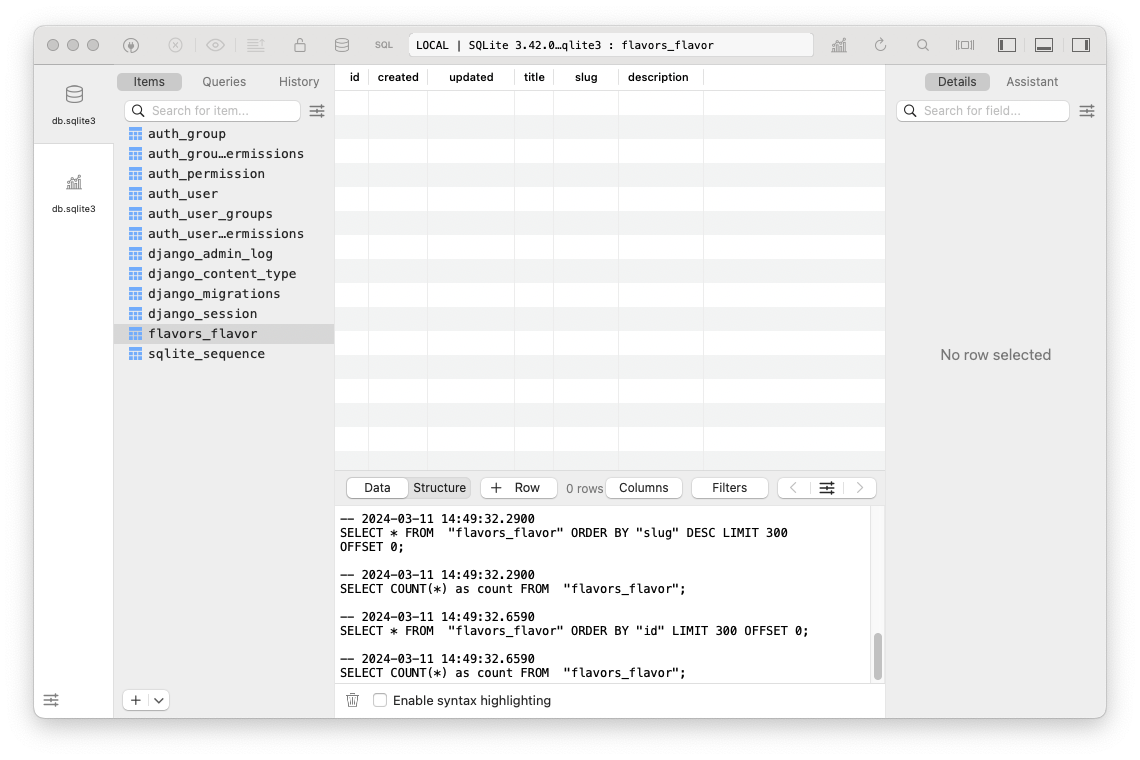 SQL
LOCAL | SQLite 3.42.0…qlite3 : flavors_flavor
db.sqlite3
db.sqlite3
Items Queries History
Search for item...
auth_group
auth_grou…ermissions
auth_permission
auth_user
auth_user_groups
auth_user…ermissions
django_admin_log
django_content_type
django_migrations
django_session
flavors_flavor
sqlite_sequence
id created updated title slug description
Data Structure + Row 0 rows Columns Filters
-- 2024-03-11 14:49:32.2900
SELECT * FROM  "flavors_flavor" ORDER BY "slug" DESC LIMIT 300
OFFSET 0;
-- 2024-03-11 14:49:32.2900
SELECT COUNT(*) as count FROM  "flavors_flavor";
-- 2024-03-11 14:49:32.6590
SELECT * FROM  "flavors_flavor" ORDER BY "id" LIMIT 300 OFFSET 0;
-- 2024-03-11 14:49:32.6590
SELECT COUNT(*) as count FROM  "flavors_flavor";
Enable syntax highlighting
Details Assistant
Search for field...
No row selected